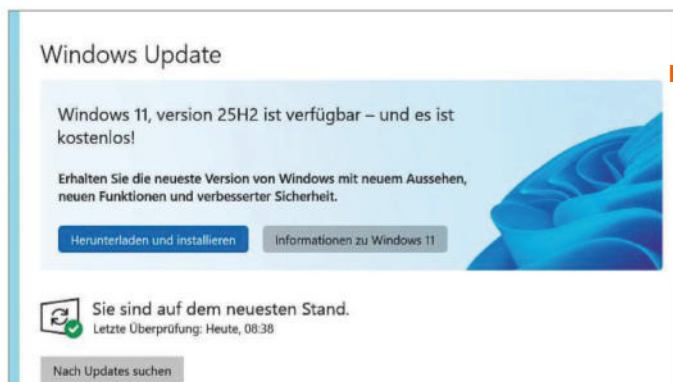 Windows Update
Windows 11, version 25H2 ist verfügbar – und es ist
kostenlos!
Erhalten Sie die neueste Version von Windows mit neuem Aussehen,
neuen Funktionen und verbesserter Sicherheit.
Herunterladen und installieren
Informationen zu Windows 11
Sie sind auf dem neuesten Stand.
Letzte Überprüfung: Heute, 08:38
Nach Updates suchen